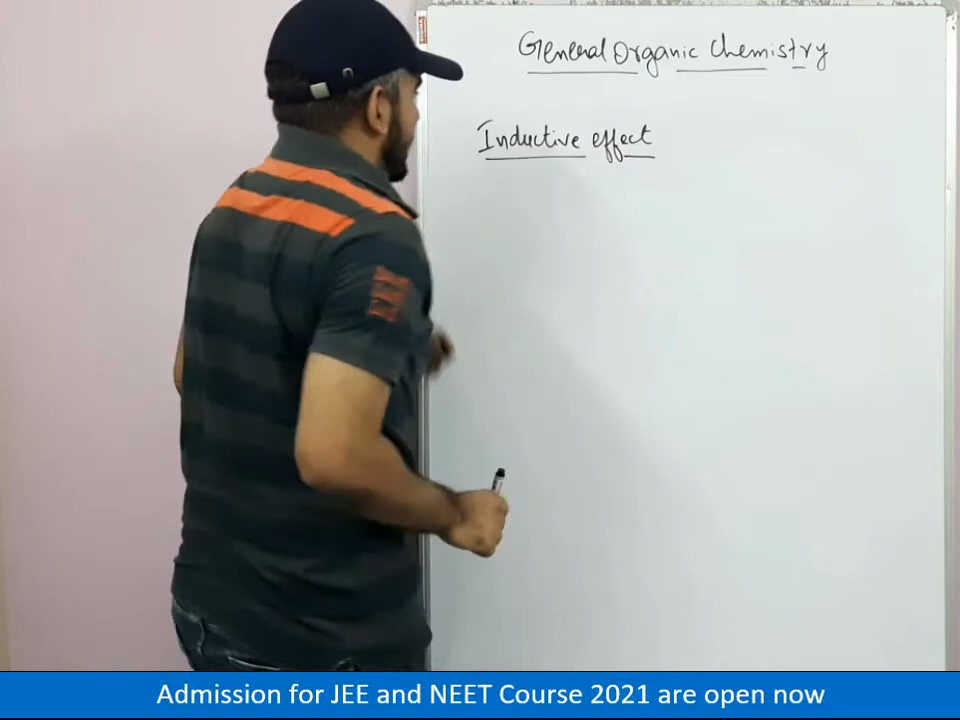 General Organic Chemistry
Inductive effect
Admission for JEE and NEET Course 2021 are open now